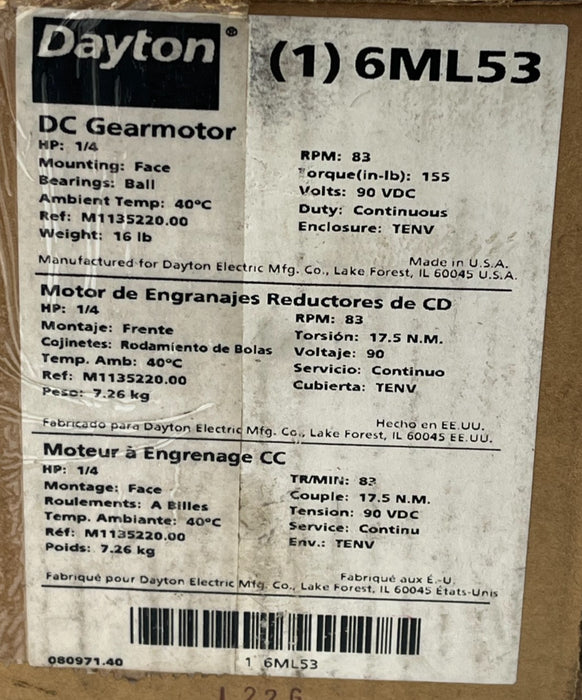 Dayton®
(1) 6ML53
DC Gearmotor
HP: 1/4
Mounting: Face
Bearings: Ball
Ambient Temp: 40°C
Ref: M1135220.00
Weight: 16 lb
RPM: 83
Torque(in-lb): 155
Volts: 90 VDC
Duty: Continuous
Enclosure: TENV
Made in U.S.A.
Manufactured for Dayton Electric Mfg. Co., Lake Forest, IL 60045 U.S.A.
Motor de Engranajes Reductores de CD
HP: 1/4
Montaje: Frente
Cojinetes: Rodamiento de Bolas
Temp. Amb: 40°C
Ref: M1135220.00
Peso: 7.26 kg
RPM: 83
Torsión: 17.5 N.M.
Voltaje: 90
Servicio: Continuo
Cubierta: TENV
Hecho en EE.UU.
Fabricado para Dayton Electric Mfg. Co., Lake Forest, IL 60045 EE.UU.
Moteur à Engrenage CC
HP: 1/4
Montage: Face
Roulements: A Billes
Temp. Ambiante: 40°C
Réf: M1135220.00
Poids: 7.26 kg
TR/MIN: 83
Couple: 17.5 N.M.
Tension: 90 VDC
Service: Continu
Env.: TENV
Fabriqué aux É.-U.
Fabriqué pour Dayton Electric Mfg. Co., Lake Forest, IL 60045 États-Unis
080971.40
1 6ML53
1226